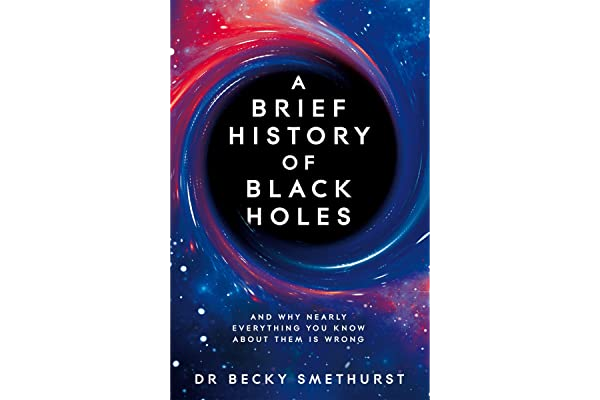 A
BRIEF
HISTORY
OF
BLACK
HOLES
AND WHY NEARLY
EVERYTHING YOU KNOW
ABOUT THEM IS WRONG
DR BECKY SMETHURST